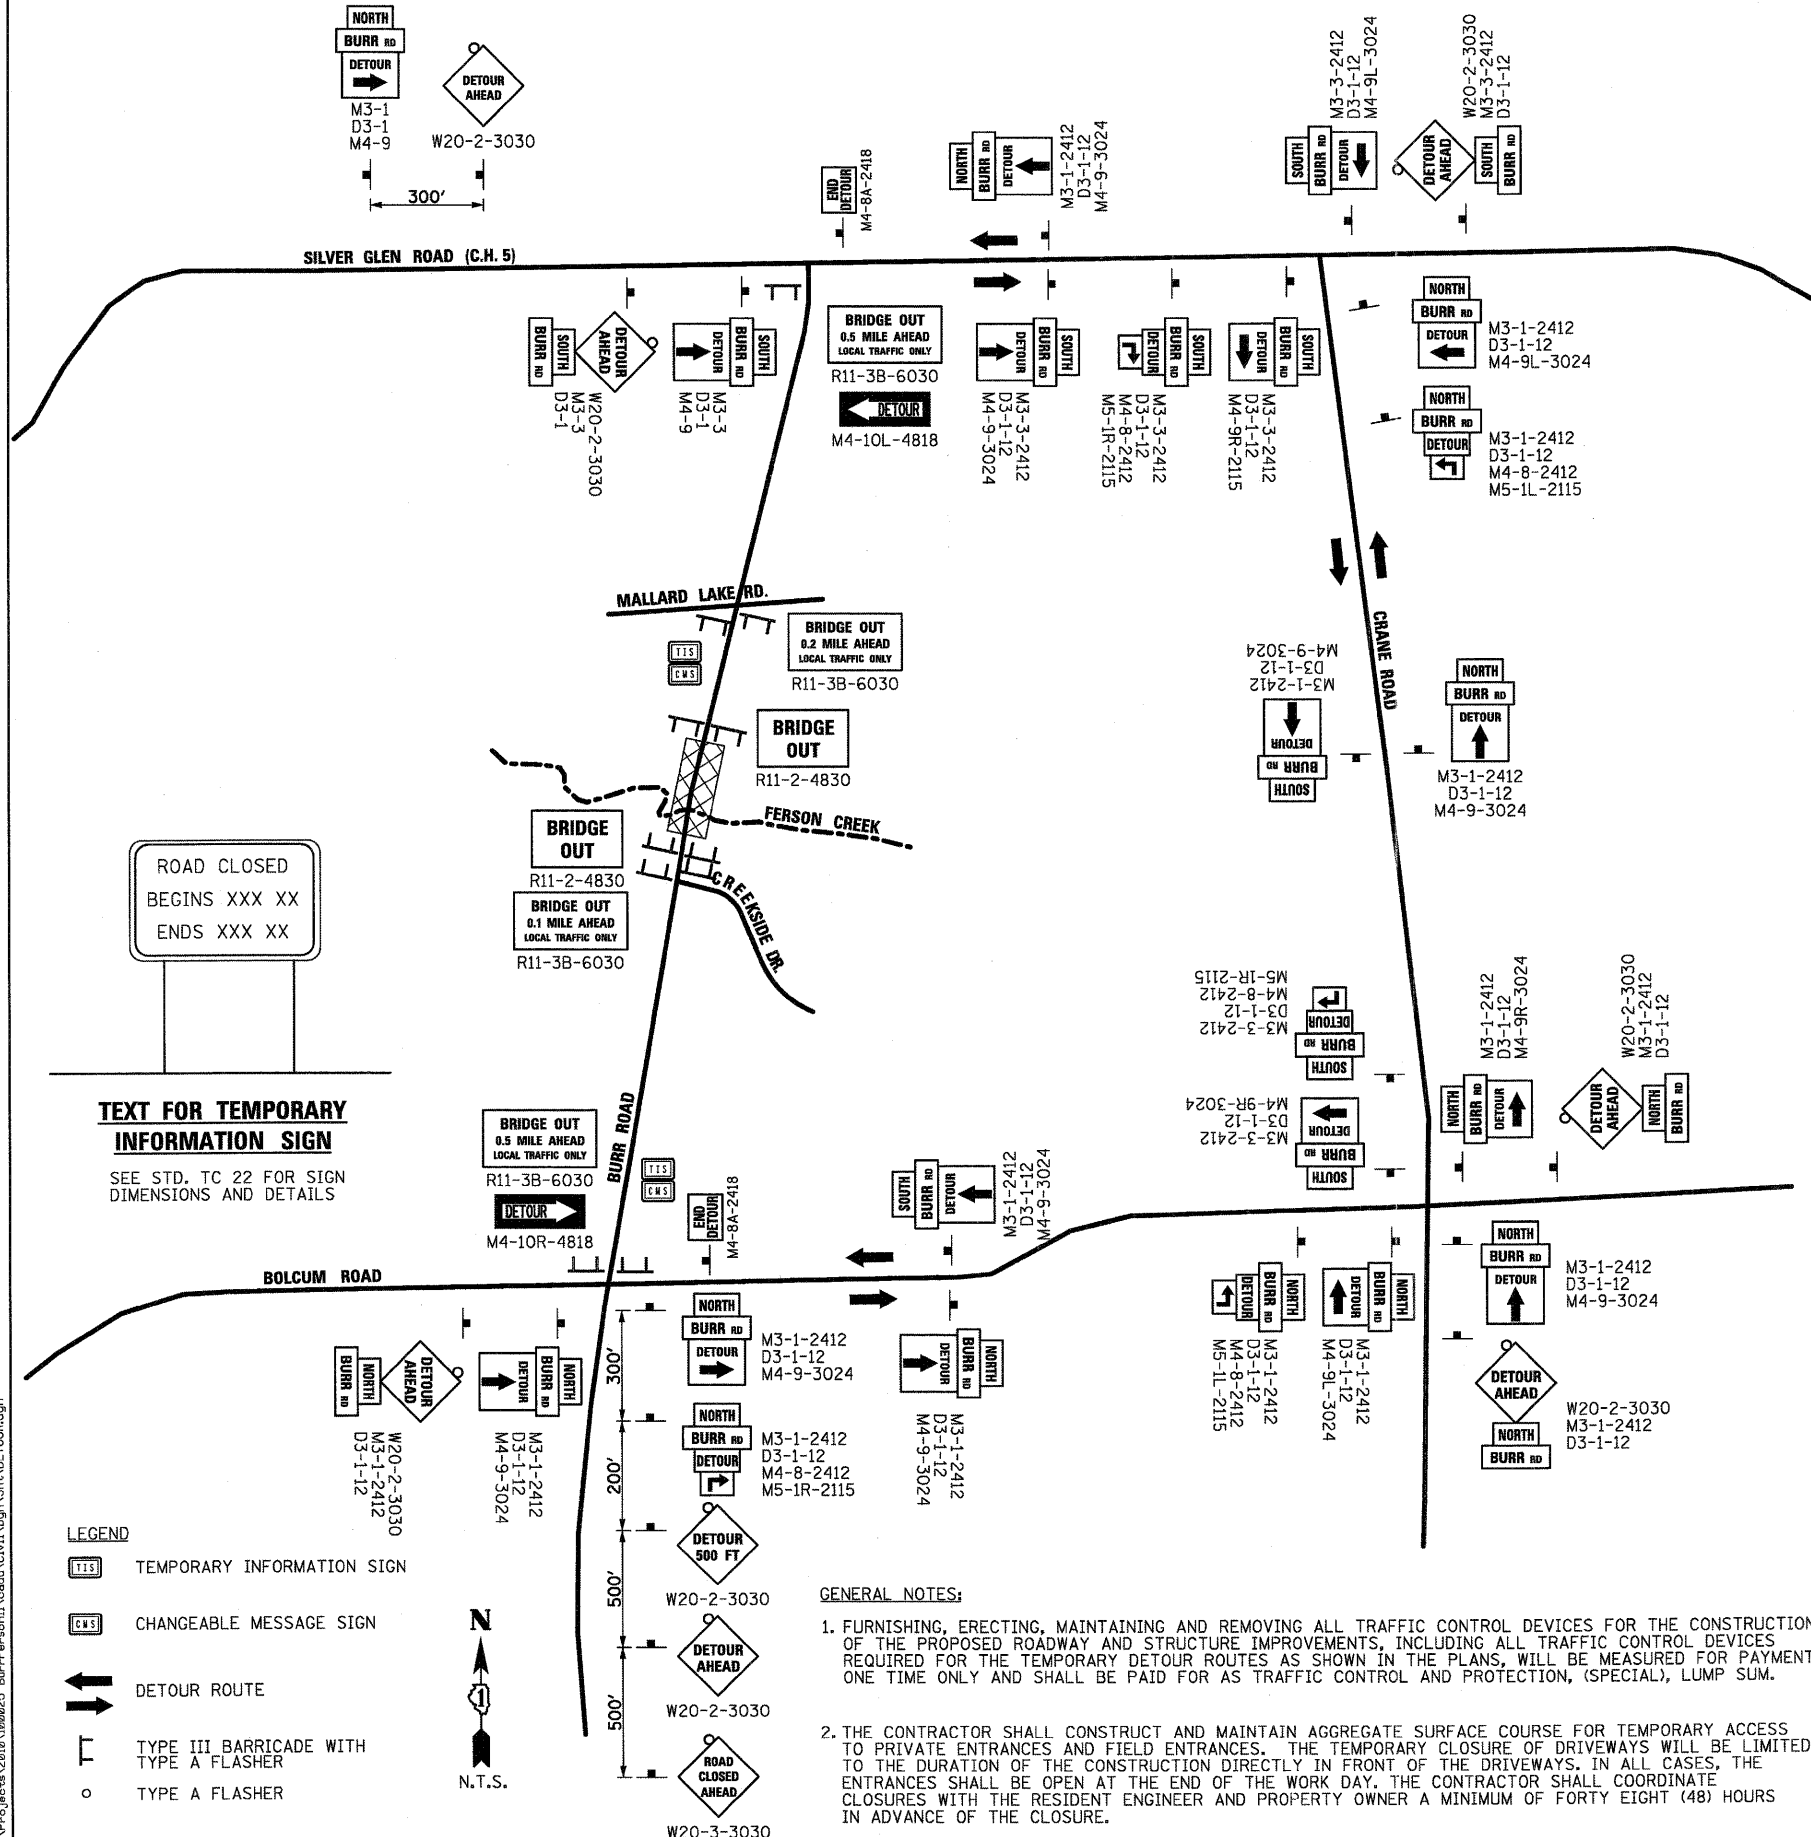 NORTH
BURR RD
DETOUR
M3-1
D3-1
M4-9
DETOUR
AHEAD
W20-2-3030
300'
END
DETOUR
M4-8A-2418
NORTH
BURR RD
DETOUR
M3-1-2412
D3-1-12
M4-9-3024
SOUTH
BURR RD
DETOUR
M3-3-2412
D3-1-12
M4-9L-3024
DETOUR
AHEAD
SOUTH
BURR RD
W20-2-3030
M3-3-2412
D3-1-12
SILVER GLEN ROAD (C.H. 5)
DETOUR
AHEAD
SOUTH
BURR RD
W20-2-3030
M3-3
D3-1
SOUTH
BURR RD
DETOUR
M3-3
D3-1
M4-9
BRIDGE OUT
0.5 MILE AHEAD
LOCAL TRAFFIC ONLY
R11-3B-6030
DETOUR
M4-10L-4818
SOUTH
BURR RD
DETOUR
M3-3-2412
D3-1-12
M4-9-3024
SOUTH
BURR RD
DETOUR
M3-3-2412
D3-1-12
M4-8-2412
M5-1R-2115
SOUTH
BURR RD
DETOUR
M3-3-2412
D3-1-12
M4-9R-2115
NORTH
BURR RD
DETOUR
M3-1-2412
D3-1-12
M4-9L-3024
NORTH
BURR RD
DETOUR
M3-1-2412
D3-1-12
M4-8-2412
M5-1L-2115
MALLARD LAKE RD.
TIS
CMS
BRIDGE OUT
0.2 MILE AHEAD
LOCAL TRAFFIC ONLY
R11-3B-6030
BRIDGE
OUT
R11-2-4830
FERSON CREEK
BRIDGE
OUT
R11-2-4830
BRIDGE OUT
0.1 MILE AHEAD
LOCAL TRAFFIC ONLY
R11-3B-6030
CREEKSIDE DR.
CRANE ROAD
SOUTH
BURR RD
DETOUR
M3-1-2412
D3-1-12
M4-9-3024
NORTH
BURR RD
DETOUR
M3-1-2412
D3-1-12
M4-9-3024
ROAD CLOSED
BEGINS XXX XX
ENDS XXX XX
TEXT FOR TEMPORARY
INFORMATION SIGN
SEE STD. TC 22 FOR SIGN
DIMENSIONS AND DETAILS
SOUTH
BURR RD
DETOUR
M3-3-2412
D3-1-12
M4-8-2412
M5-1R-2115
SOUTH
BURR RD
DETOUR
M3-3-2412
D3-1-12
M4-9R-3024
NORTH
BURR RD
DETOUR
M3-1-2412
D3-1-12
M4-9R-3024
DETOUR
AHEAD
NORTH
BURR RD
W20-2-3030
M3-1-2412
D3-1-12
BURR ROAD
BRIDGE OUT
0.5 MILE AHEAD
LOCAL TRAFFIC ONLY
R11-3B-6030
DETOUR
M4-10R-4818
TIS
CMS
END
DETOUR
M4-8A-2418
SOUTH
BURR RD
DETOUR
M3-1-2412
D3-1-12
M4-9-3024
BOLCUM ROAD
DETOUR
AHEAD
NORTH
BURR RD
W20-2-3030
M3-1-2412
D3-1-12
NORTH
BURR RD
DETOUR
M3-1-2412
D3-1-12
M4-9-3024
300'
NORTH
BURR RD
DETOUR
M3-1-2412
D3-1-12
M4-9-3024
200'
NORTH
BURR RD
DETOUR
M3-1-2412
D3-1-12
M4-8-2412
M5-1R-2115
NORTH
BURR RD
DETOUR
M3-1-2412
D3-1-12
M4-9-3024
NORTH
BURR RD
DETOUR
M3-1-2412
D3-1-12
M4-8-2412
M5-1L-2115
NORTH
BURR RD
DETOUR
M3-1-2412
D3-1-12
M4-9L-3024
NORTH
BURR RD
DETOUR
M3-1-2412
D3-1-12
M4-9-3024
DETOUR
AHEAD
NORTH
BURR RD
W20-2-3030
M3-1-2412
D3-1-12
500'
DETOUR
500 FT
W20-2-3030
500'
DETOUR
AHEAD
W20-2-3030
ROAD
CLOSED
AHEAD
W20-3-3030
LEGEND
TIS TEMPORARY INFORMATION SIGN
CMS CHANGEABLE MESSAGE SIGN
DETOUR ROUTE
TYPE III BARRICADE WITH
TYPE A FLASHER
TYPE A FLASHER
N
1
N.T.S.
GENERAL NOTES:
1. FURNISHING, ERECTING, MAINTAINING AND REMOVING ALL TRAFFIC CONTROL DEVICES FOR THE CONSTRUCTION
OF THE PROPOSED ROADWAY AND STRUCTURE IMPROVEMENTS, INCLUDING ALL TRAFFIC CONTROL DEVICES
REQUIRED FOR THE TEMPORARY DETOUR ROUTES AS SHOWN IN THE PLANS, WILL BE MEASURED FOR PAYMENT
ONE TIME ONLY AND SHALL BE PAID FOR AS TRAFFIC CONTROL AND PROTECTION, (SPECIAL), LUMP SUM.
2. THE CONTRACTOR SHALL CONSTRUCT AND MAINTAIN AGGREGATE SURFACE COURSE FOR TEMPORARY ACCESS
TO PRIVATE ENTRANCES AND FIELD ENTRANCES. THE TEMPORARY CLOSURE OF DRIVEWAYS WILL BE LIMITED
TO THE DURATION OF THE CONSTRUCTION DIRECTLY IN FRONT OF THE DRIVEWAYS. IN ALL CASES, THE
ENTRANCES SHALL BE OPEN AT THE END OF THE WORK DAY. THE CONTRACTOR SHALL COORDINATE
CLOSURES WITH THE RESIDENT ENGINEER AND PROPERTY OWNER A MINIMUM OF FORTY EIGHT (48) HOURS
IN ADVANCE OF THE CLOSURE.